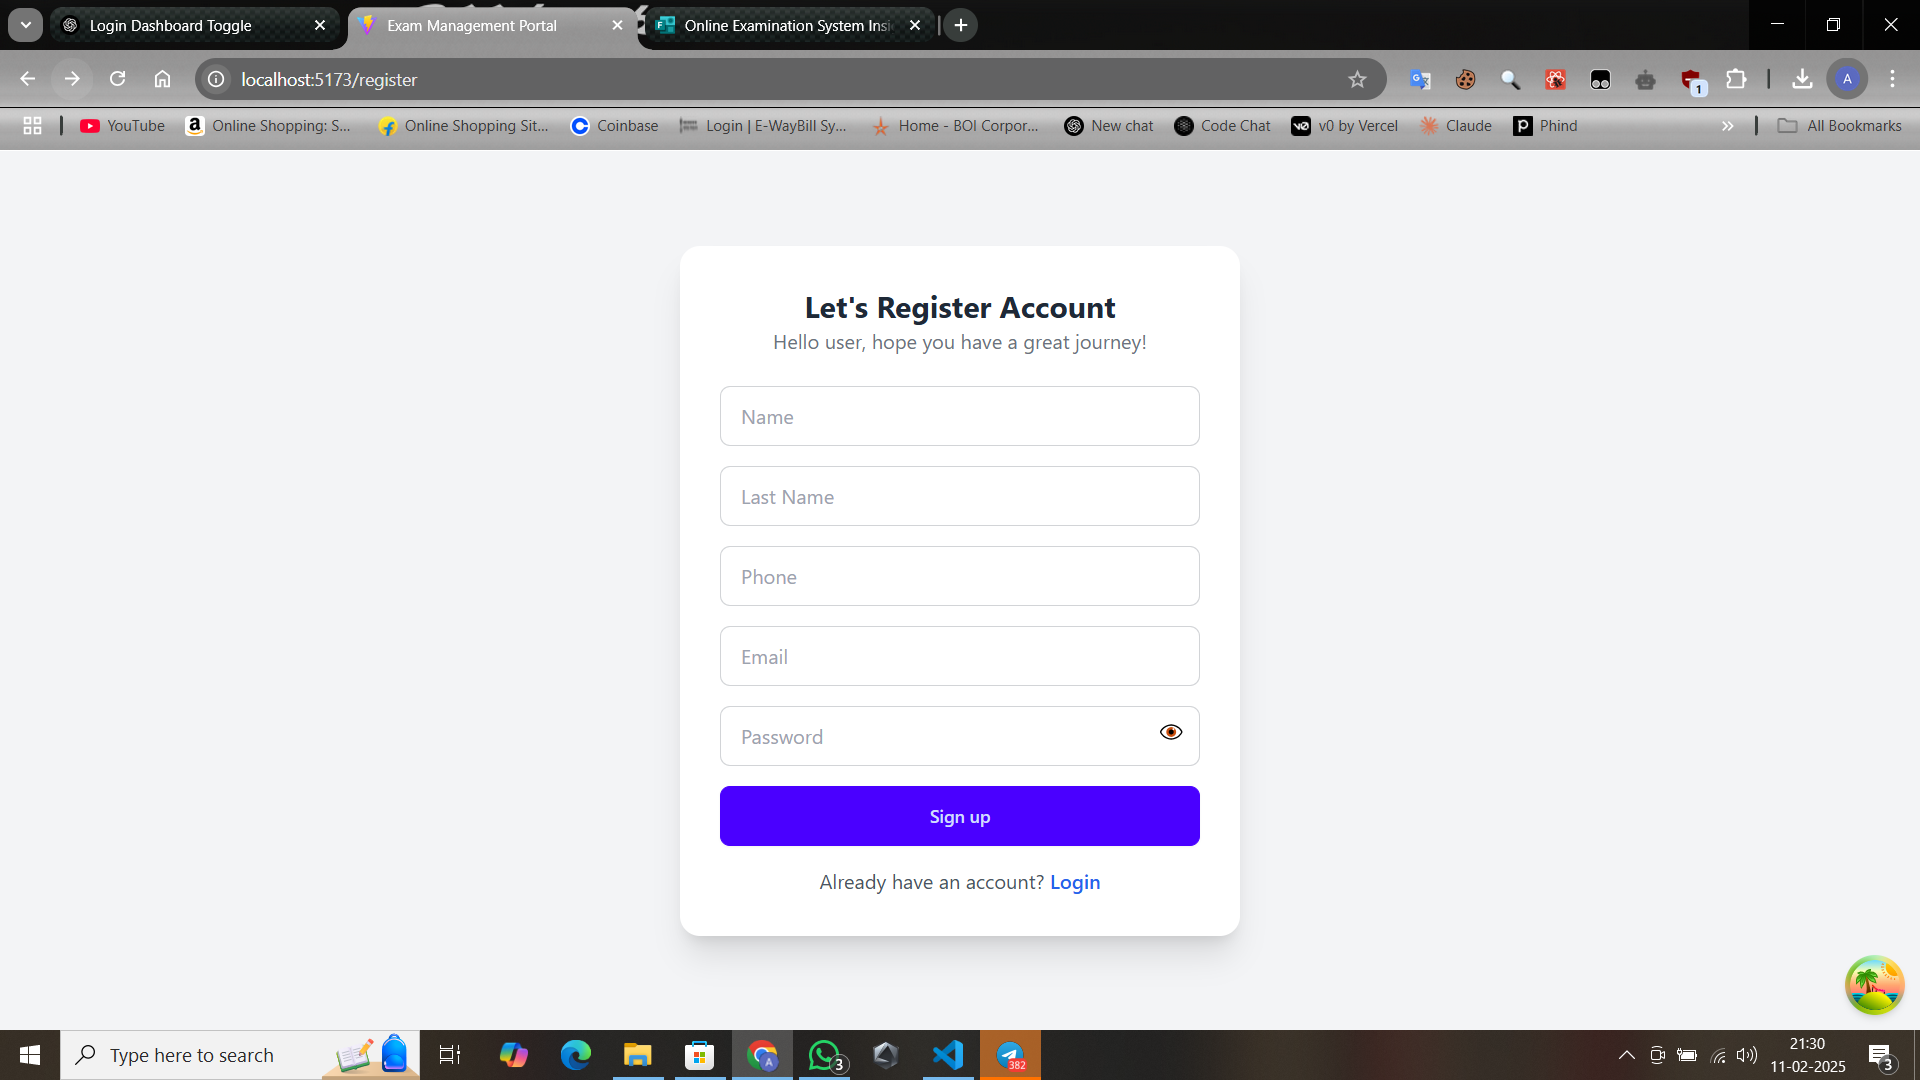 Login Dashboard Toggle
Exam Management Portal
Online Examination System Insi
localhost:5173/register
A
1
YouTube
Online Shopping: S...
Online Shopping Sit...
Coinbase
Login | E-WayBill Sy...
Home - BOI Corpor...
New chat
Code Chat
v0 by Vercel
Claude
Phind
All Bookmarks
Let's Register Account
Hello user, hope you have a great journey!
Name
Last Name
Phone
Email
Password
Sign up
Already have an account? Login
Type here to search
A
3
382
21:30
11-02-2025
3